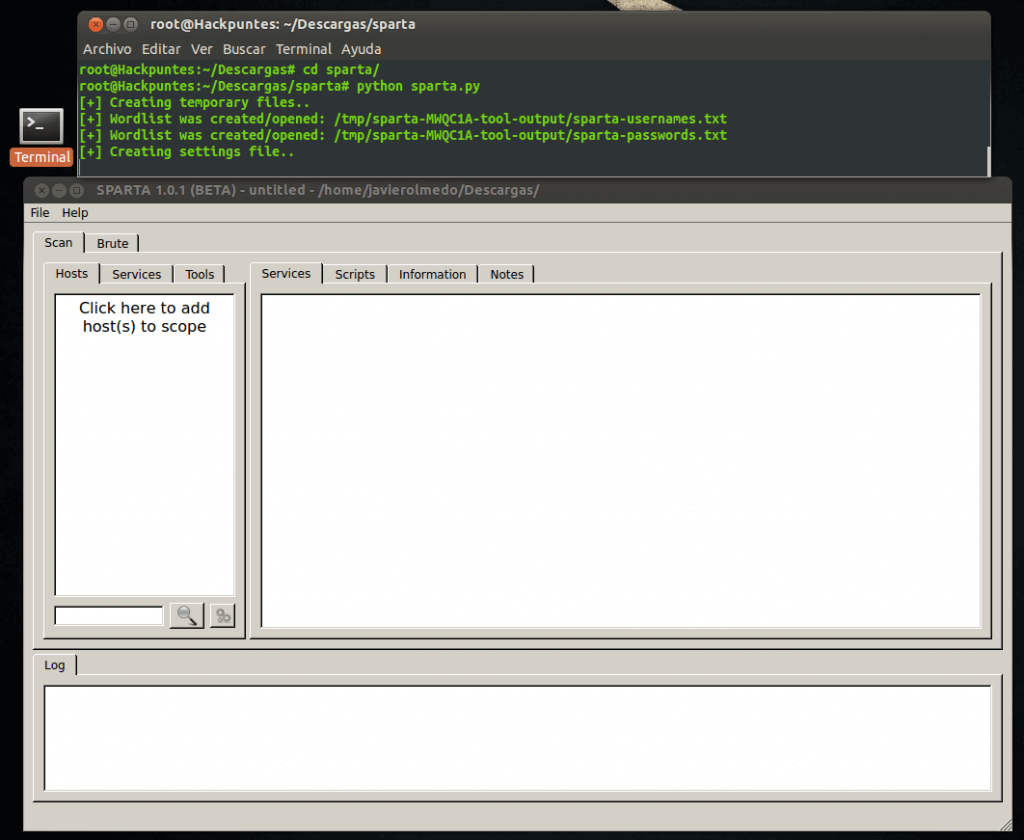 root@Hackpuntes: ~/Descargas/sparta
Archivo Editar Ver Buscar Terminal Ayuda
root@Hackpuntes:~/Descargas# cd sparta/
root@Hackpuntes:~/Descargas/sparta# python sparta.py
[+] Creating temporary files..
[+] Wordlist was created/opened: /tmp/sparta-MWQC1A-tool-output/sparta-usernames.txt
[+] Wordlist was created/opened: /tmp/sparta-MWQC1A-tool-output/sparta-passwords.txt
[+] Creating settings file..
>_
Terminal
SPARTA 1.0.1 (BETA) - untitled - /home/javierolmedo/Descargas/
File Help
Scan Brute
Hosts Services Tools
Services Scripts Information Notes
Click here to add
host(s) to scope
Log